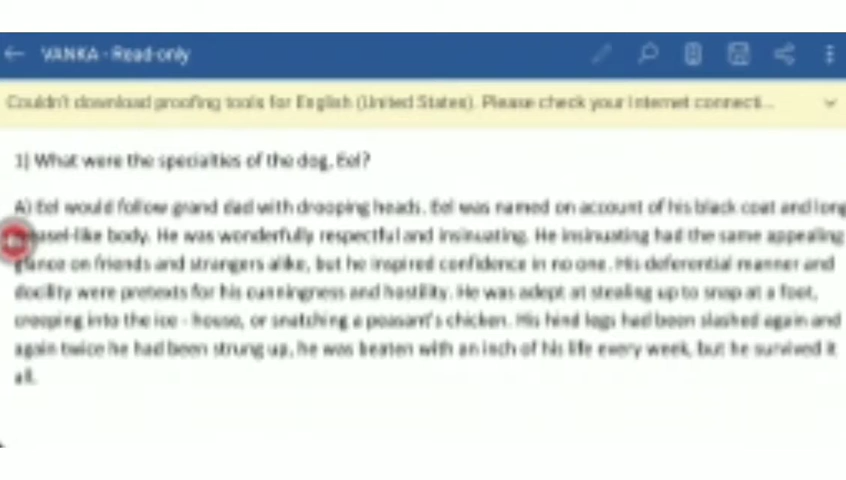 VANKA - Read-only
Couldn't download proofing tools for English (United States). Please check your internet connecti...
1) What were the specialties of the dog, Eel?
A) Eel would follow grand dad with drooping heads. Eel was named on account of his black coat and long
weasel-like body. He was wonderfully respectful and insinuating. He insinuating had the same appealing
glance on friends and strangers alike, but he inspired confidence in no one. His deferential manner and
docility were pretexts for his cunningness and hostility. He was adept at stealing up to snap at a foot,
creeping into the ice - house, or snatching a peasant's chicken. His hind legs had been slashed again and
again twice he had been strung up, he was beaten with an inch of his life every week, but he survived it
all.